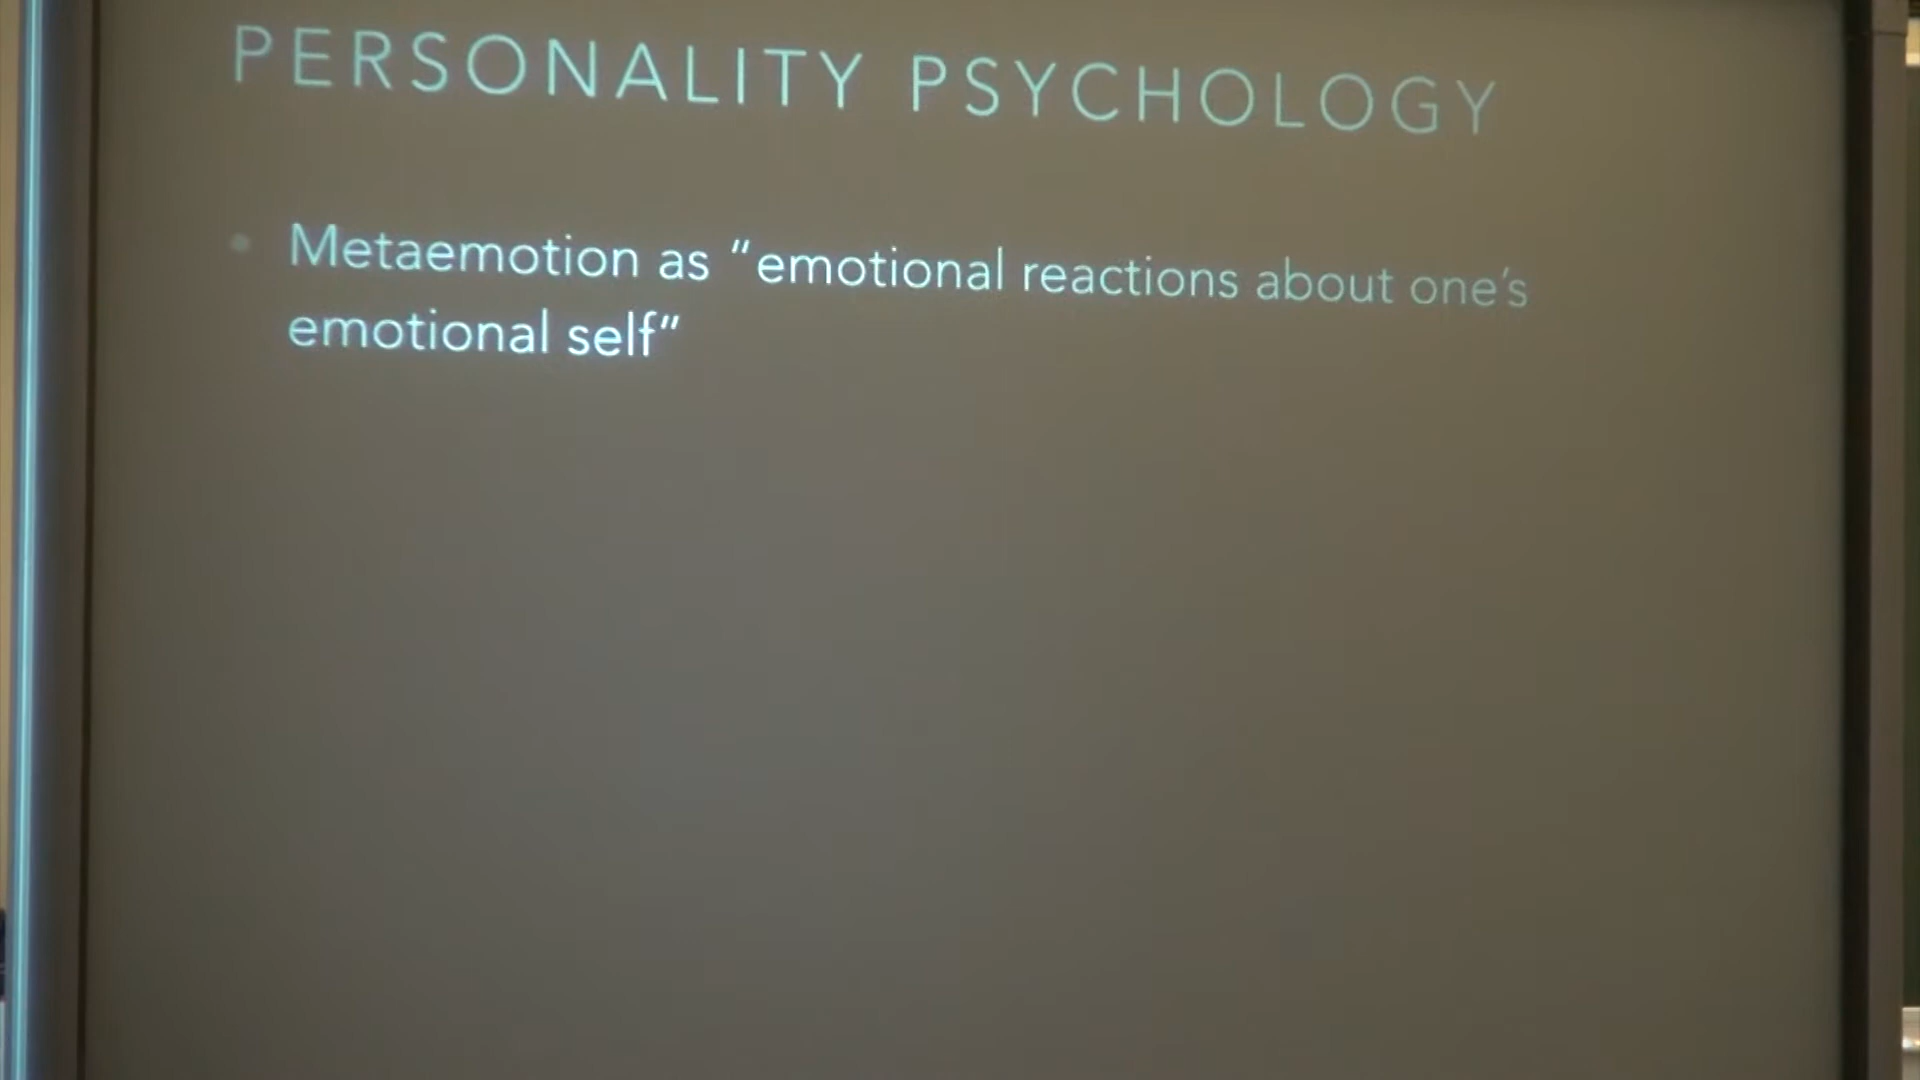 PERSONALITY PSYCHOLOGY
• Metaemotion as “emotional reactions about one’s
emotional self”